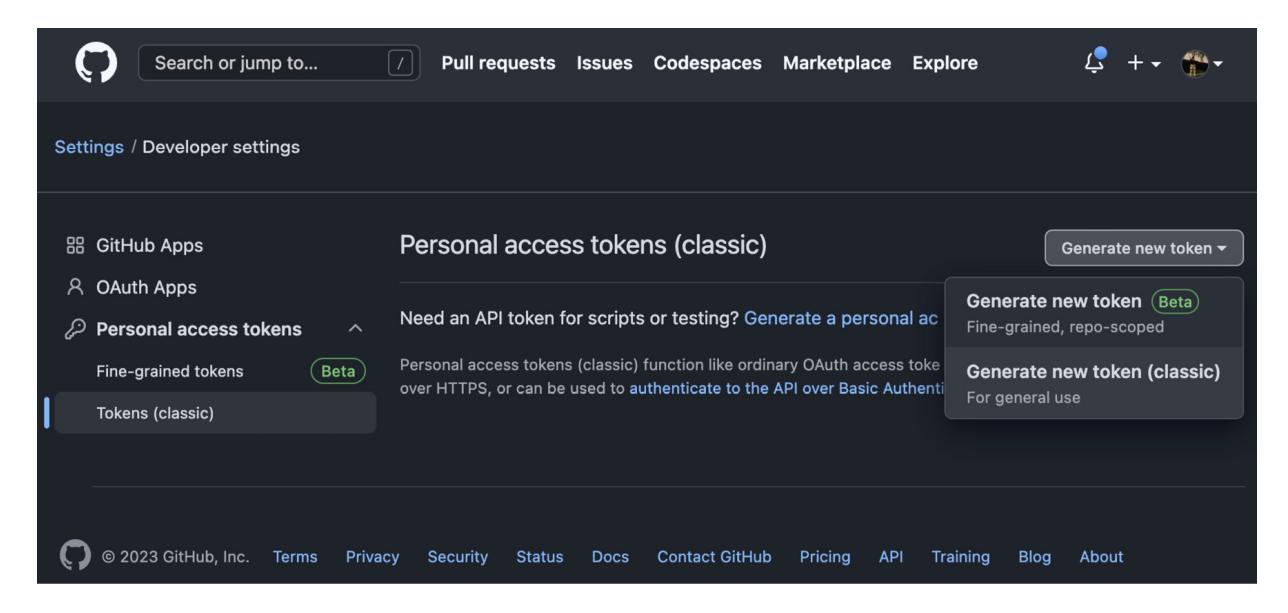 Search or jump to... / Pull requests Issues Codespaces Marketplace Explore
Settings / Developer settings
GitHub Apps
OAuth Apps
Personal access tokens
Fine-grained tokens Beta
Tokens (classic)
Personal access tokens (classic)
Generate new token
Need an API token for scripts or testing? Generate a personal ac
Personal access tokens (classic) function like ordinary OAuth access toke
over HTTPS, or can be used to authenticate to the API over Basic Authenti
Generate new token Beta
Fine-grained, repo-scoped
Generate new token (classic)
For general use
© 2023 GitHub, Inc. Terms Privacy Security Status Docs Contact GitHub Pricing API Training Blog About